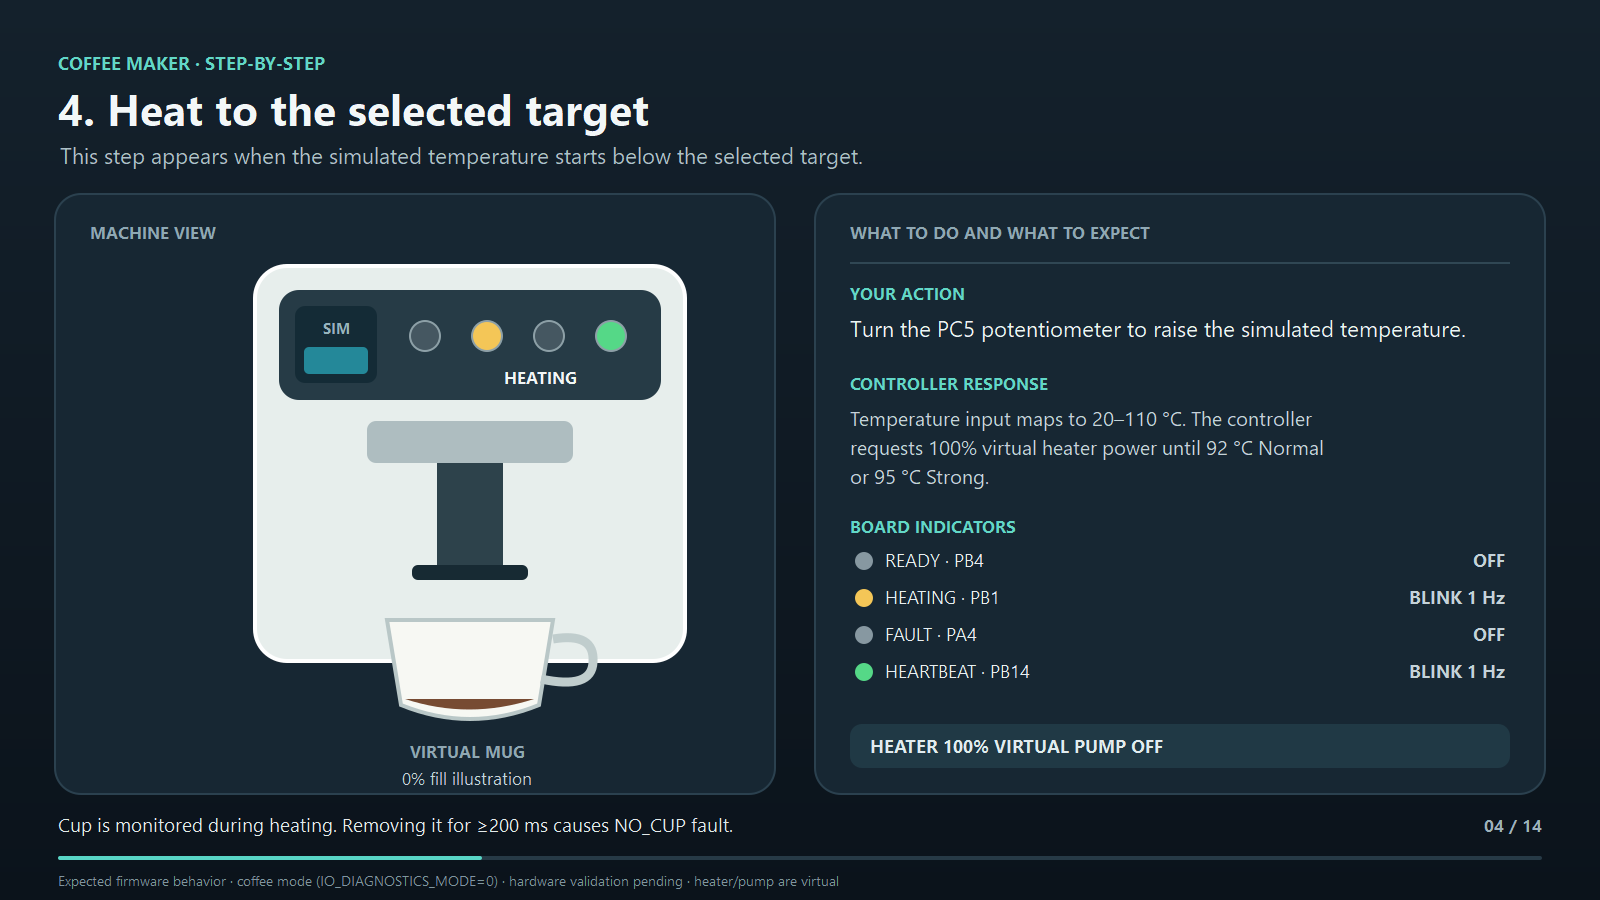 COFFEE MAKER · STEP-BY-STEP
4. Heat to the selected target
This step appears when the simulated temperature starts below the selected target.
MACHINE VIEW
SIM
HEATING
VIRTUAL MUG
0% fill illustration
WHAT TO DO AND WHAT TO EXPECT
YOUR ACTION
Turn the PC5 potentiometer to raise the simulated temperature.
CONTROLLER RESPONSE
Temperature input maps to 20–110 °C. The controller
requests 100% virtual heater power until 92 °C Normal
or 95 °C Strong.
BOARD INDICATORS
READY · PB4 OFF
HEATING · PB1 BLINK 1 Hz
FAULT · PA4 OFF
HEARTBEAT · PB14 BLINK 1 Hz
HEATER 100% VIRTUAL PUMP OFF
Cup is monitored during heating. Removing it for ≥200 ms causes NO_CUP fault.
04 / 14
Expected firmware behavior · coffee mode (IO_DIAGNOSTICS_MODE=0) · hardware validation pending · heater/pump are virtual